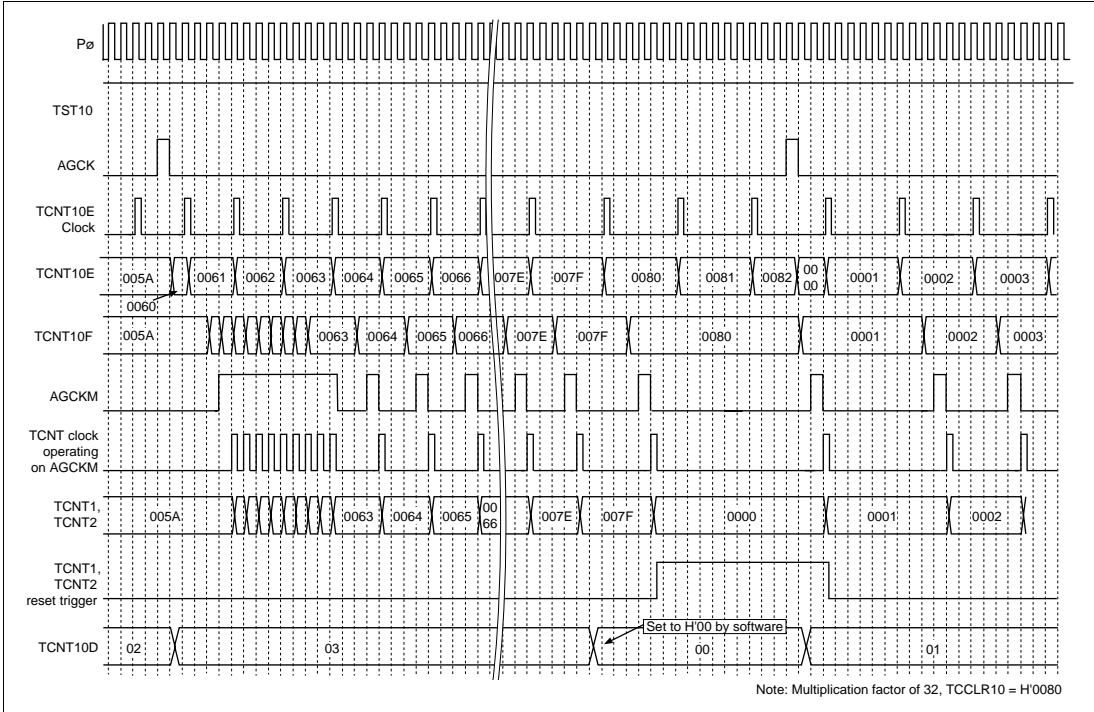 Pø
TST10
AGCK
TCNT10E
Clock
TCNT10E
005A
0061
0062
0063
0064
0065
0066
007E
007F
0080
0081
0082
00
00
0001
0002
0003
0060
TCNT10F
005A
0063
0064
0065
0066
007E
007F
0080
0001
0002
0003
AGCKM
TCNT clock
operating
on AGCKM
TCNT1,
TCNT2
005A
0063
0064
0065
00
66
007E
007F
0000
0001
0002
TCNT1,
TCNT2
reset trigger
Set to H'00 by software
TCNT10D
02
03
00
01
Note: Multiplication factor of 32, TCCLR10 = H'0080